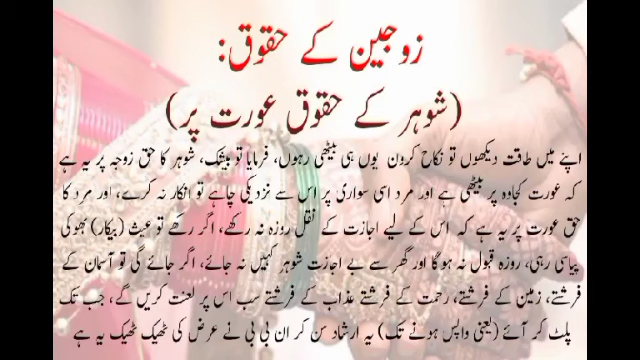 زوجین کے حقوق:
(شوہر کے حقوق عورت پر)
اپنے میں طاقت دیکھوں تو نکاح کرون یوں ہی بیٹھی رہوں، فرمایا تو بیشک، شوہر کا حق زوجہ پر یہ ہے
کہ عورت کجاوہ پر بیٹھی ہے اور مرد اسی سواری پر اس سے نزدیکی چاہے تو انکار نہ کرے، اور مرد کا
حق عورت پر یہ ہے کہ اس کے لیے اجازت کے نفل روزہ نہ رکھے، اگر رکھے تو عبث (بیکار) بھوکی
پیاسی رہی، روزہ قبول نہ ہوگا اور گھر سے بے اجازت شوہر کہیں نہ جائے، اگر جائے گی تو آسمان کے
فرشتے، زمین کے فرشتے، رحمت کے فرشتے عذاب کے فرشتے سب اس پر لعنت کریں گے، جب تک
پلٹ کر آئے (یعنی واپس ہونے تک) یہ ارشاد سن کر ان بی بی نے عرض کی ٹھیک ٹھیک یہ ہے